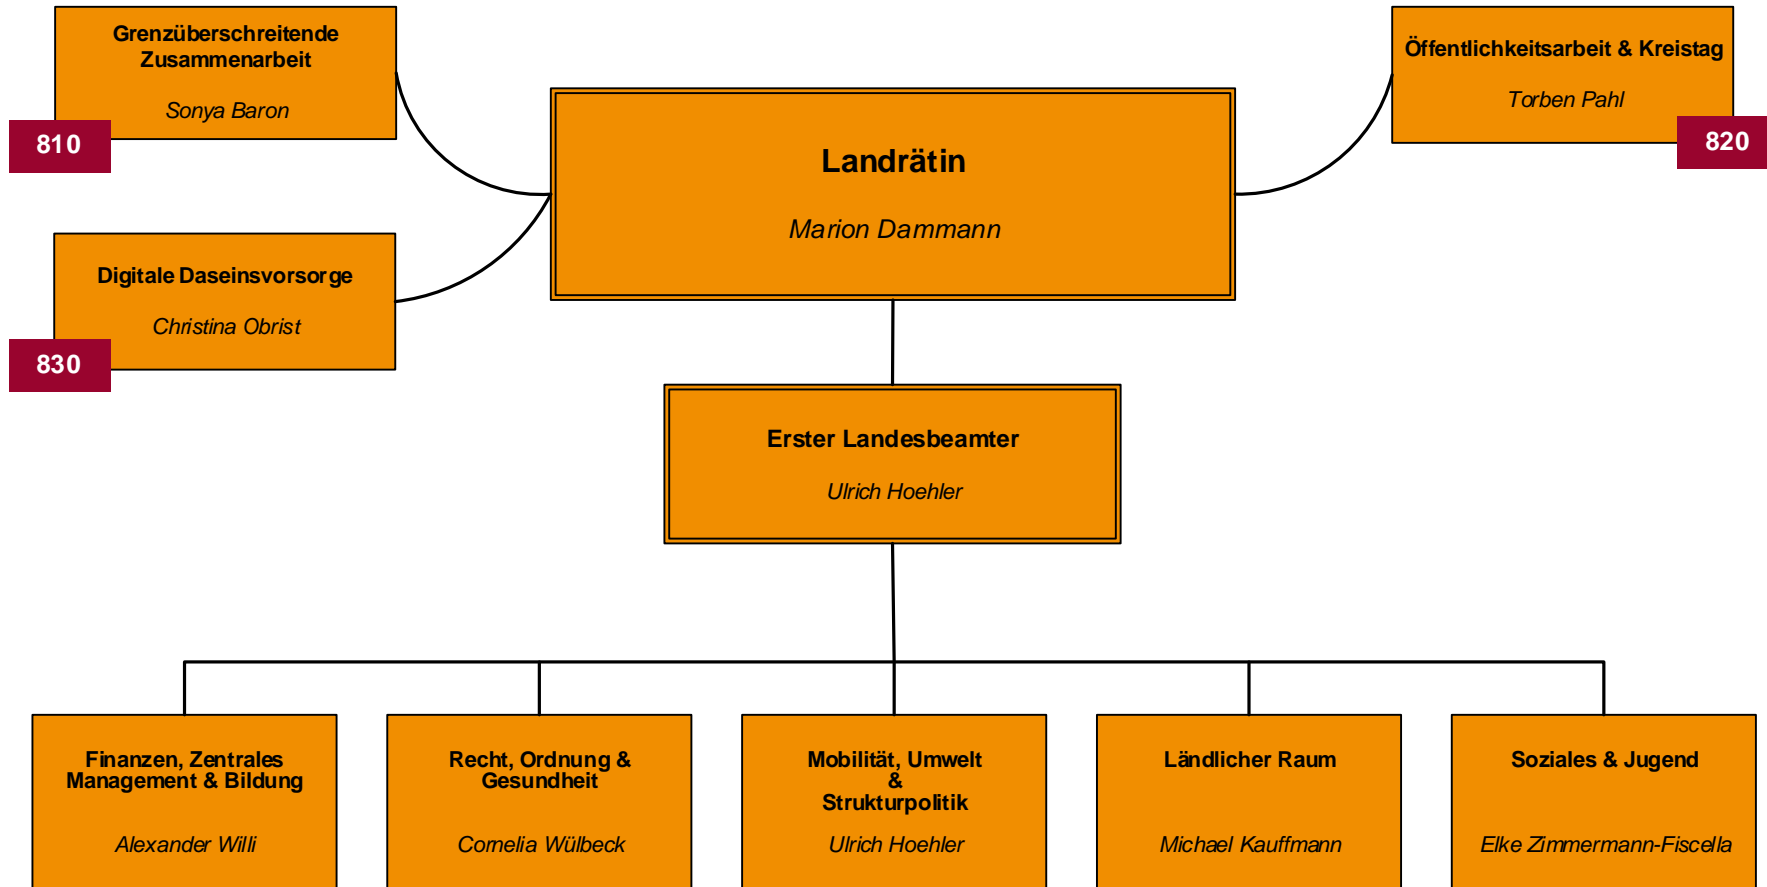 Grenzüberschreitende
Zusammenarbeit
Sonya Baron
810
Öffentlichkeitsarbeit & Kreistag
Torben Pahl
820
Landrätin
Marion Dammann
Digitale Daseinsvorsorge
Christina Obrist
830
Erster Landesbeamter
Ulrich Hoehler
Finanzen, Zentrales
Management & Bildung
Alexander Willi
Recht, Ordnung &
Gesundheit
Cornelia Wülbeck
Mobilität, Umwelt
&
Strukturpolitik
Ulrich Hoehler
Ländlicher Raum
Michael Kauffmann
Soziales & Jugend
Elke Zimmermann-Fiscella